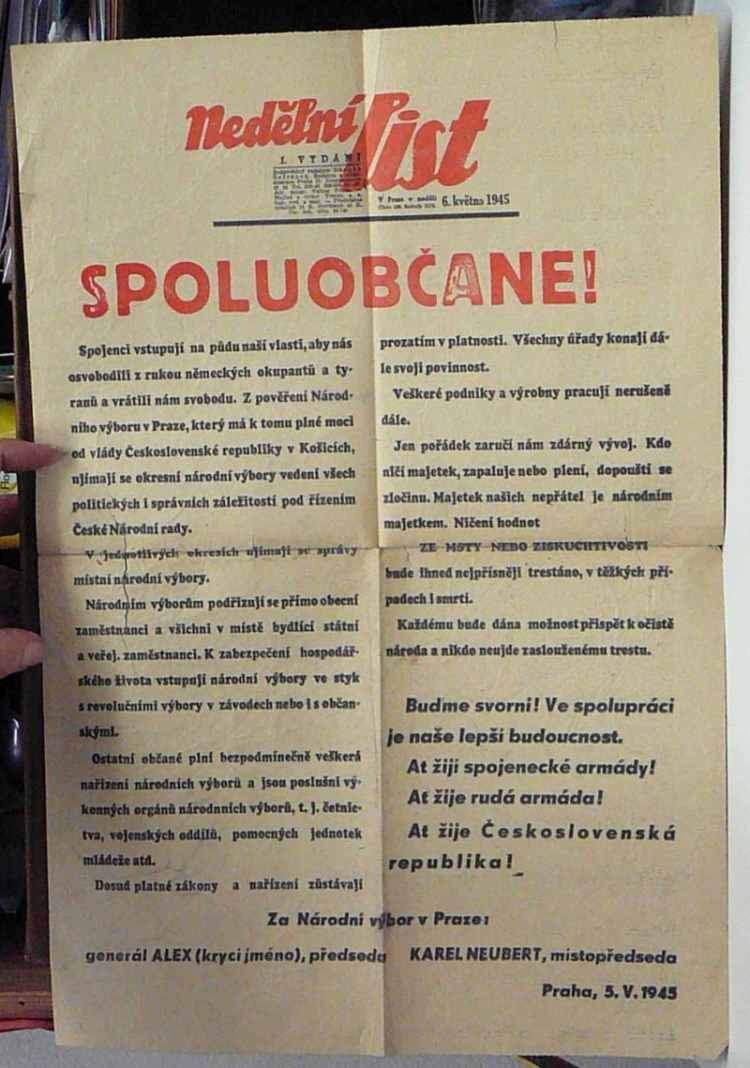 Nedělní list
I. VYDÁNÍ
V Praze v neděli 6. května 1945
SPOLUOBČANE!
Spojenci vstupují na půdu naší vlasti, aby nás
osvobodili z rukou německých okupantů a ty-
ranů a vrátili nám svobodu. Z pověření Národ-
ního výboru v Praze, který má k tomu plné moci
od vlády Československé republiky v Košicích,
ujímají se okresní národní výbory vedení všech
politických i správních záležitostí pod řízením
České Národní rady.
V jednotlivých okresích ujímají se správy
místní národní výbory.
Národním výborům podřizují se přímo obecní
zaměstnanci a všichni v místě bydlící státní
a veřej. zaměstnanci. K zabezpečení hospodář-
ského života vstupují národní výbory ve styk
s revolučními výbory v závodech nebo i s občan-
skými.
Ostatní občané plní bezpodmínečně veškerá
nařízení národních výborů a jsou poslušni vý-
konných orgánů národnních výborů, t. j. četnic-
tva, vojenských oddílů, pomocných jednotek
mládeže atd.
Dosud platné zákony a nařízení zůstávají
prozatím v platnosti. Všechny úřady konají dá-
le svoji povinnost.
Veškeré podniky a výrobny pracují nerušeně
dále.
Jen pořádek zaručí nám zdárný vývoj. Kdo
ničí majetek, zapaluje nebo plení, dopouští se
zločinu. Majetek našich nepřátel je národním
majetkem. Ničení hodnot
ZE MSTY NEBO ZISKUCHTIVOSTI
bude ihned nejpřísněji trestáno, v těžkých pří-
padech i smrtí.
Každému bude dána možnost přispět k očistě
národa a nikdo neujde zaslouženému trestu.
Buďme svorni! Ve spolupráci
je naše lepší budoucnost.
Ať žijí spojenecké armády!
Ať žije rudá armáda!
Ať žije Československá
republika!
Za Národní výbor v Praze:
generál ALEX (krycí jméno), předseda KAREL NEUBERT, místopředseda
Praha, 5. V. 1945